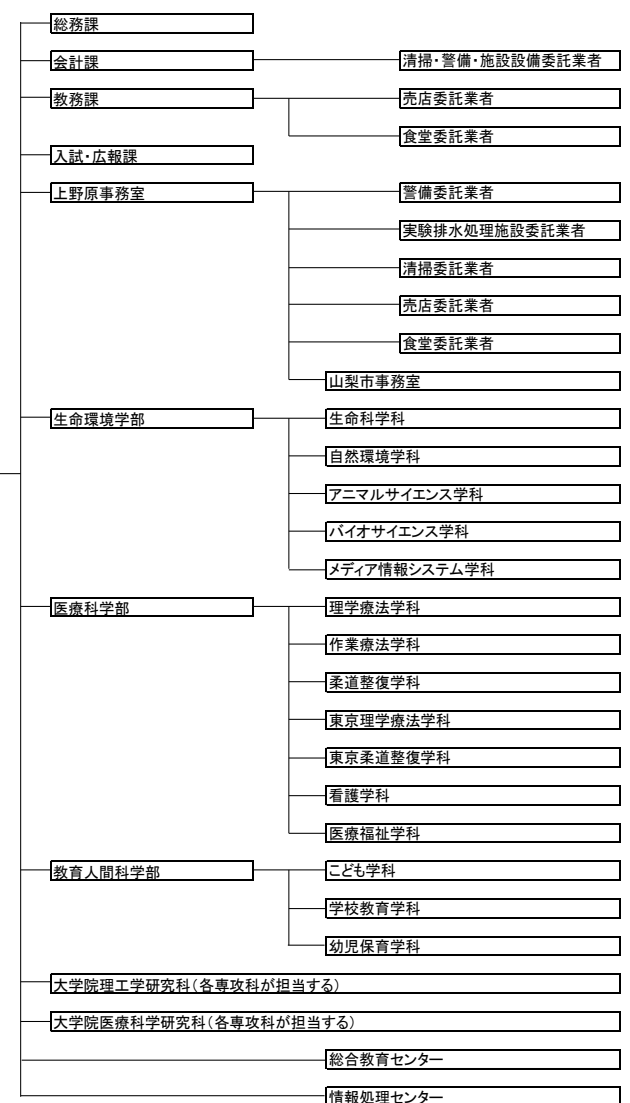 総務課
会計課
清掃・警備・施設設備委託業者
教務課
売店委託業者
食堂委託業者
入試・広報課
上野原事務室
警備委託業者
実験排水処理施設委託業者
清掃委託業者
売店委託業者
食堂委託業者
山梨市事務室
生命環境学部
生命科学科
自然環境学科
アニマルサイエンス学科
バイオサイエンス学科
メディア情報システム学科
医療科学部
理学療法学科
作業療法学科
柔道整復学科
東京理学療法学科
東京柔道整復学科
看護学科
医療福祉学科
教育人間科学部
こども学科
学校教育学科
幼児保育学科
大学院理工学研究科(各専攻科が担当する)
大学院医療科学研究科(各専攻科が担当する)
総合教育センター
情報処理センター